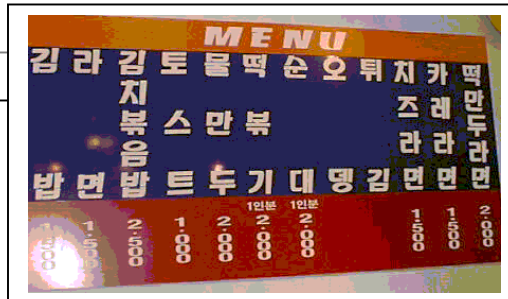 MENU
김밥
라면
김치볶음밥
토스트
물만두
떡볶기
순대
오뎅
튀김
치즈라면
카레라면
떡만두라면
1인분
1인분
1.500
2.500
1.000
2.000
2.000
2.000
1.500
1.500
2.000